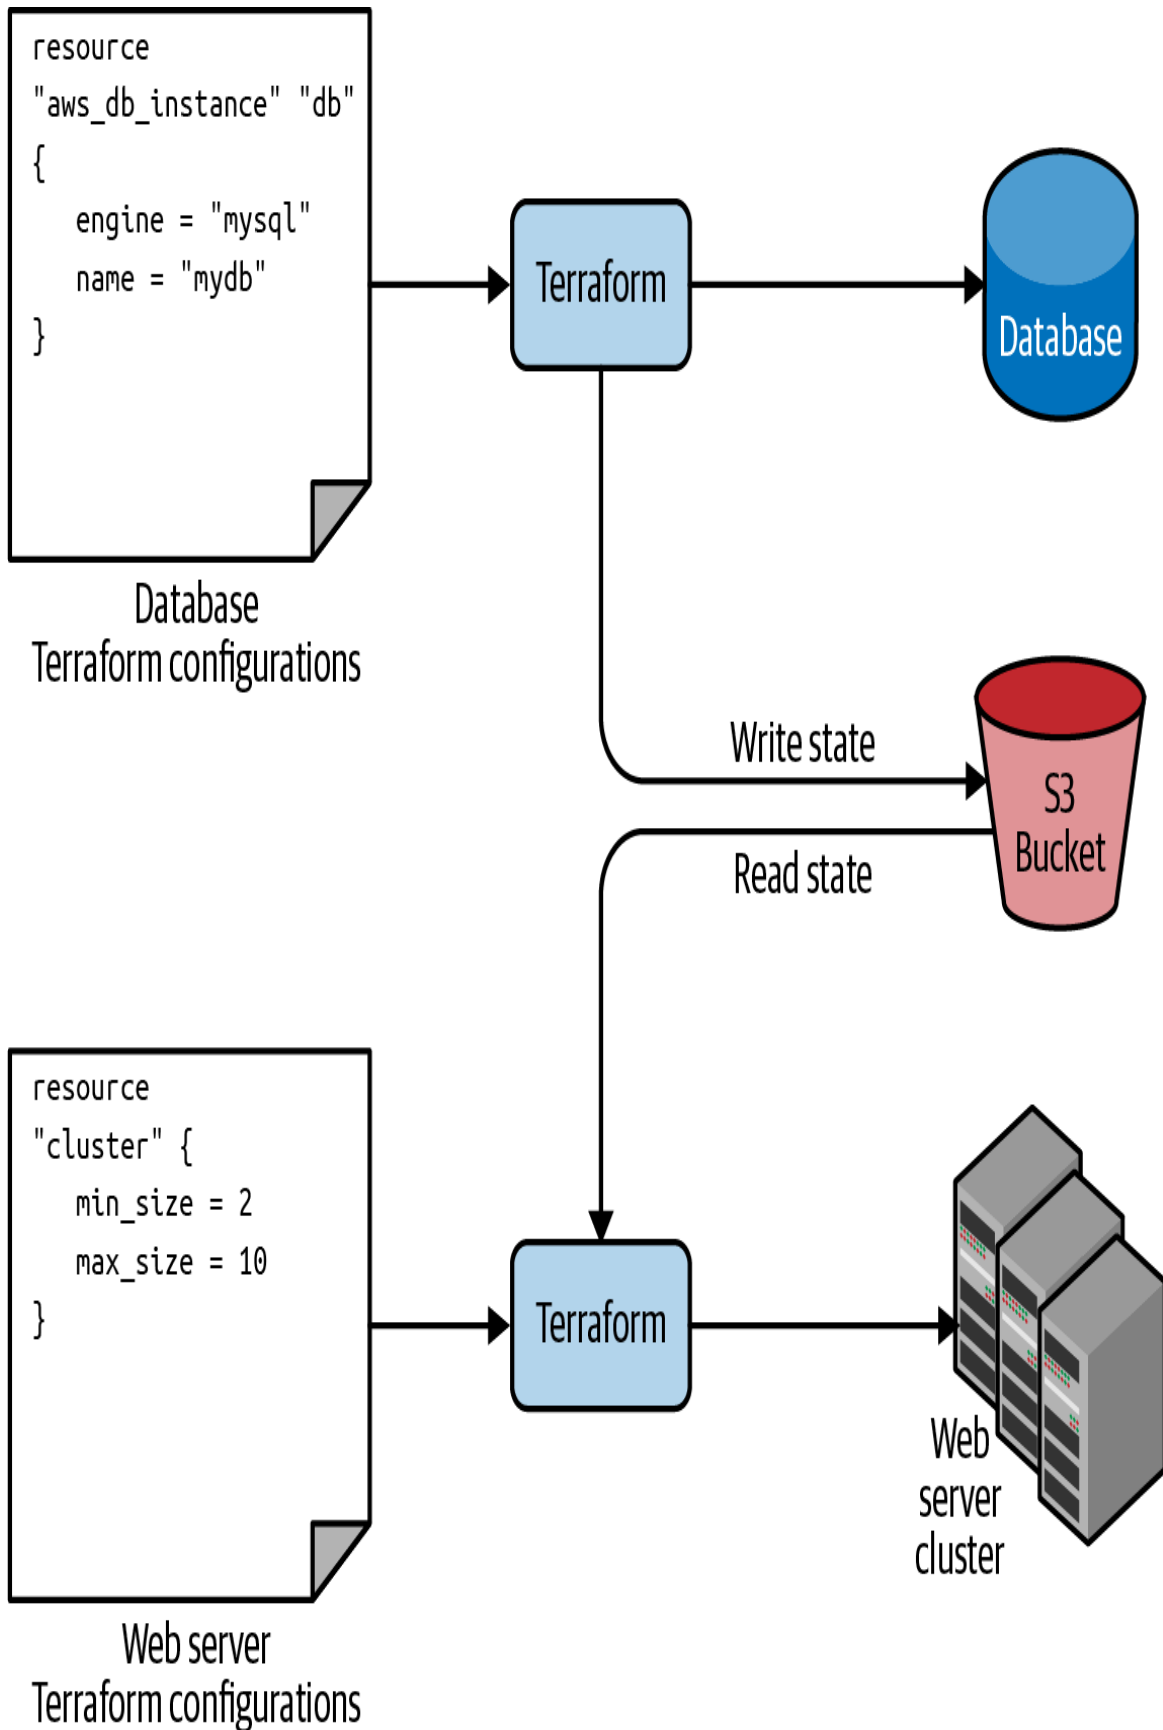 resource
"aws_db_instance" "db"
{
engine = "mysql"
name = "mydb"
}
Database
Terraform configurations
Terraform
Database
Write state
S3
Bucket
Read state
resource
"cluster" {
min_size = 2
max_size = 10
}
Web server
Terraform configurations
Terraform
Web
server
cluster